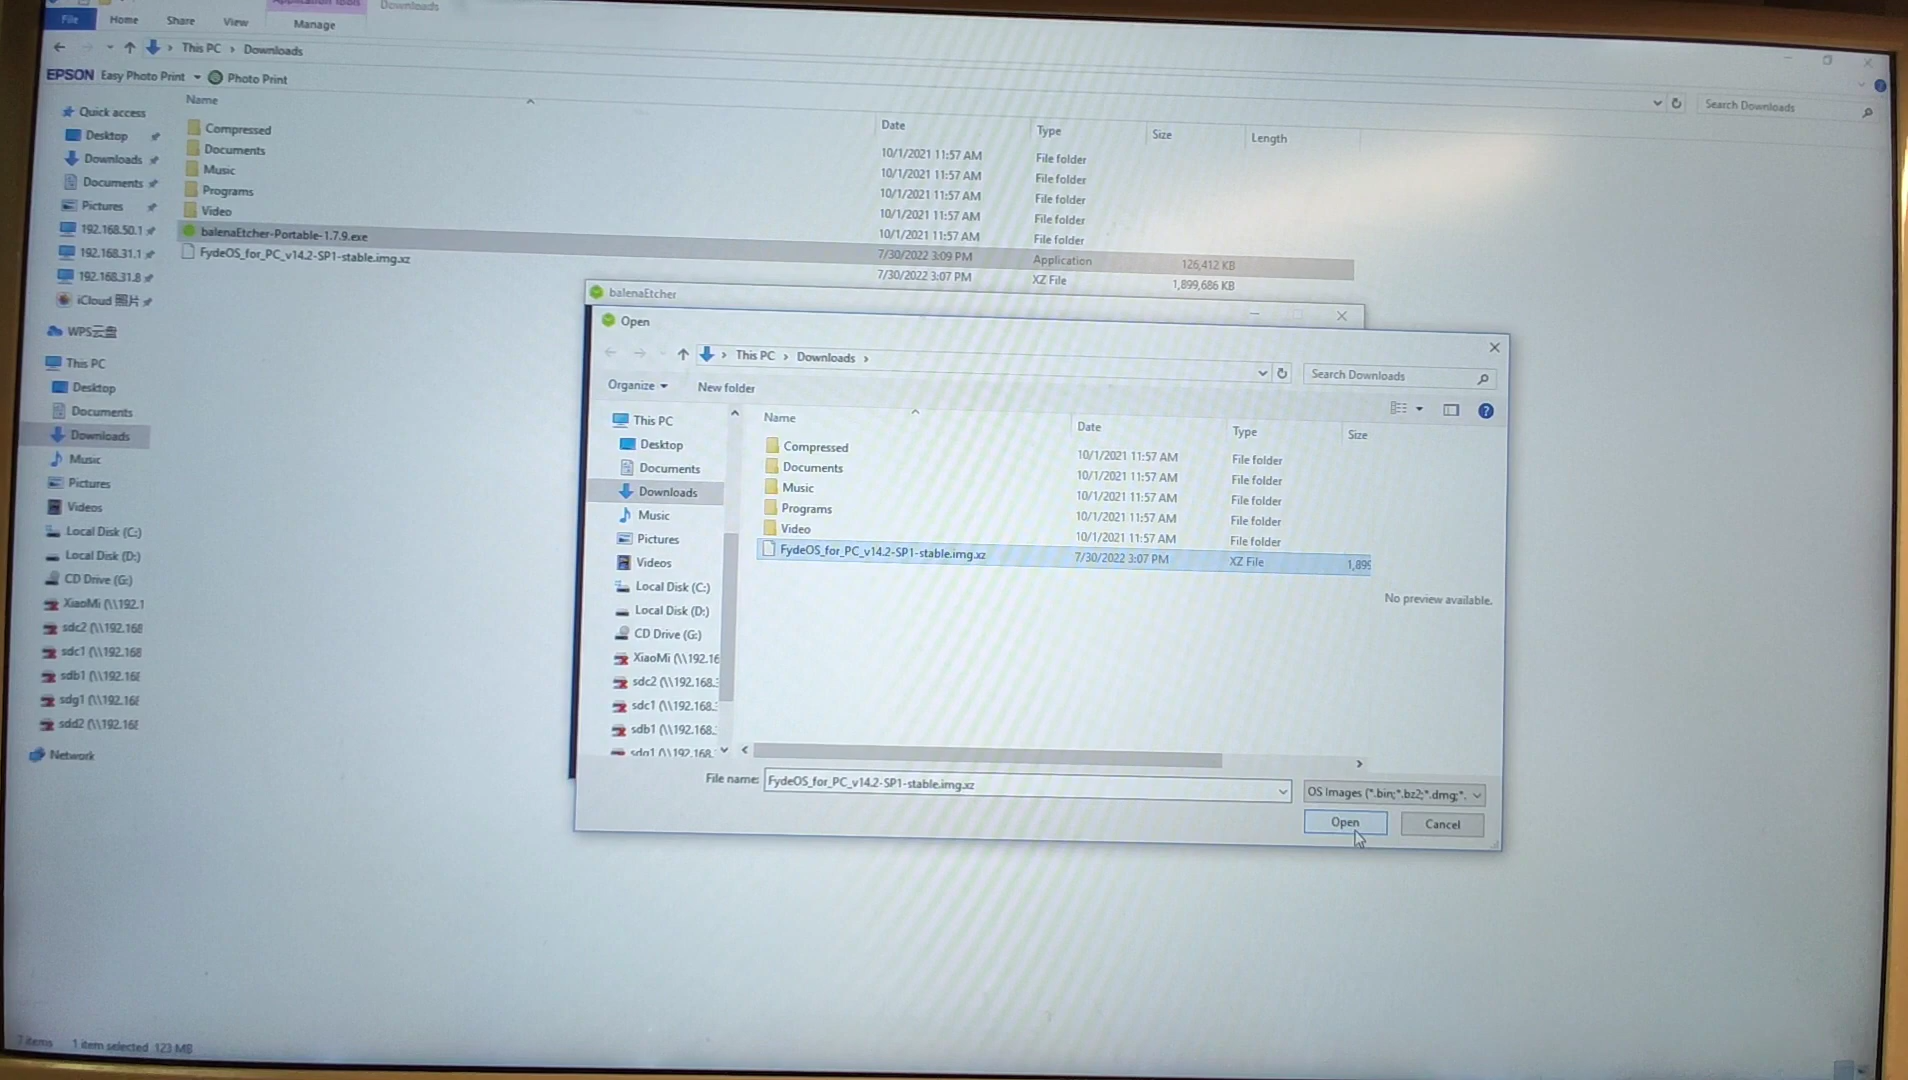 Downloads
File Home Share View Manage
This PC > Downloads
EPSON Easy Photo Print Photo Print
Search Downloads
Quick access
Desktop
Downloads
Documents
Pictures
192.168.50.1
192.168.31.1
192.168.31.8
iCloud 照片
WPS云盘
This PC
Desktop
Documents
Downloads
Music
Pictures
Videos
Local Disk (C:)
Local Disk (D:)
CD Drive (G:)
XiaoMi (\\192.1
sdc2 (\\192.168
sdc1 (\\192.168
sdb1 (\\192.168
sdg1 (\\192.168
sdd2 (\\192.168
Network
Name Date Type Size Length
Compressed 10/1/2021 11:57 AM File folder
Documents 10/1/2021 11:57 AM File folder
Music 10/1/2021 11:57 AM File folder
Programs 10/1/2021 11:57 AM File folder
Video 10/1/2021 11:57 AM File folder
balenaEtcher-Portable-1.7.9.exe 7/30/2022 3:09 PM Application 126,412 KB
FydeOS_for_PC_v14.2-SP1-stable.img.xz 7/30/2022 3:07 PM XZ File 1,899,686 KB
balenaEtcher
Open
This PC > Downloads >
Search Downloads
Organize New folder
This PC
Desktop
Documents
Downloads
Music
Pictures
Videos
Local Disk (C:)
Local Disk (D:)
CD Drive (G:)
XiaoMi (\\192.16
sdc2 (\\192.168.
sdc1 (\\192.168.
sdb1 (\\192.168.
sdg1 (\\192.168.
Name Date Type Size
Compressed 10/1/2021 11:57 AM File folder
Documents 10/1/2021 11:57 AM File folder
Music 10/1/2021 11:57 AM File folder
Programs 10/1/2021 11:57 AM File folder
Video 10/1/2021 11:57 AM File folder
FydeOS_for_PC_v14.2-SP1-stable.img.xz 7/30/2022 3:07 PM XZ File 1,899
No preview available.
File name: FydeOS_for_PC_v14.2-SP1-stable.img.xz
OS Images (*.bin;*.bz2;*.dmg;*.
Open Cancel
7 items 1 item selected 123 MB